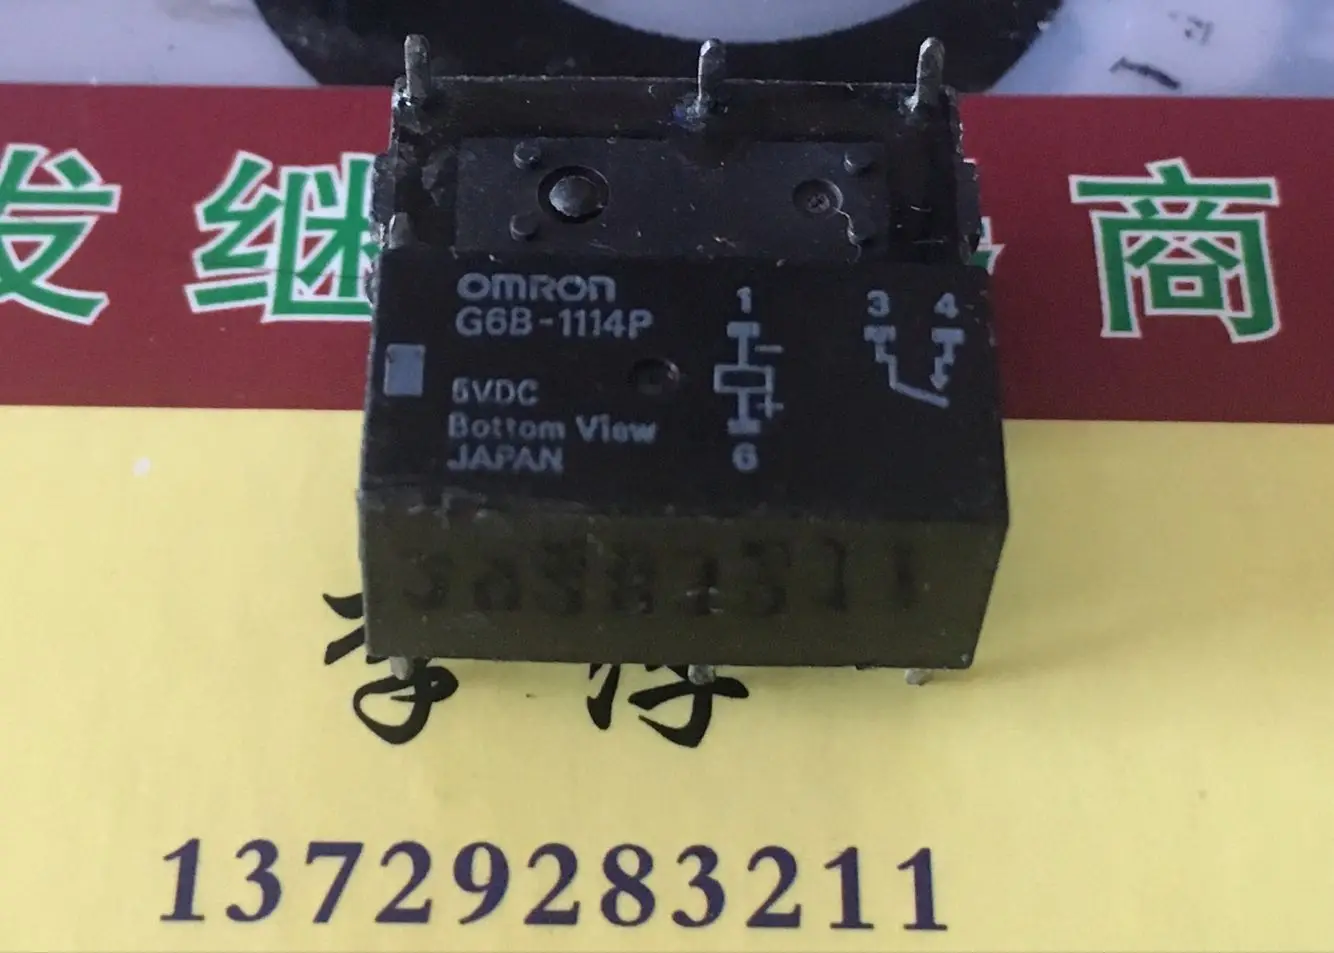 发继 商
OMRON
G6B-1114P
5VDC
Bottom View
JAPAN
1
3 4
- 
+
6
13729283211